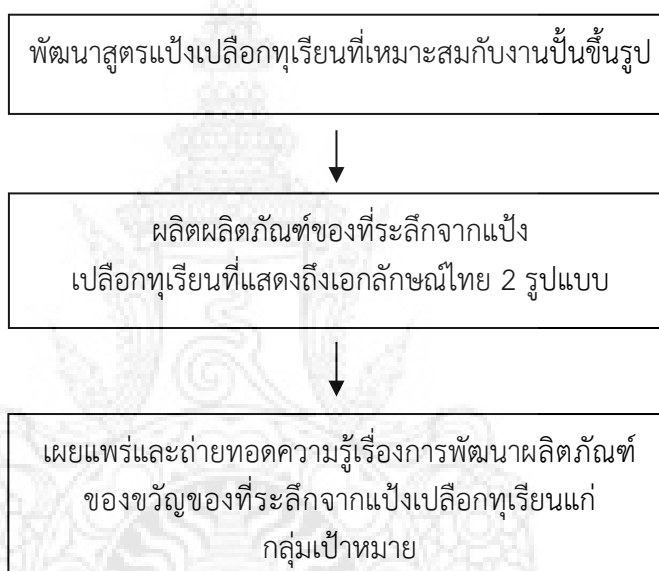 พัฒนาสูตรแป้งเปลือกทุเรียนที่เหมาะสมกับงานปั้นขึ้นรูป
ผลิตผลิตภัณฑ์ของที่ระลึกจากแป้ง
เปลือกทุเรียนที่แสดงถึงเอกลักษณ์ไทย 2 รูปแบบ
เผยแพร่และถ่ายทอดความรู้เรื่องการพัฒนาผลิตภัณฑ์
ของขวัญของที่ระลึกจากแป้งเปลือกทุเรียนแก่
กลุ่มเป้าหมาย